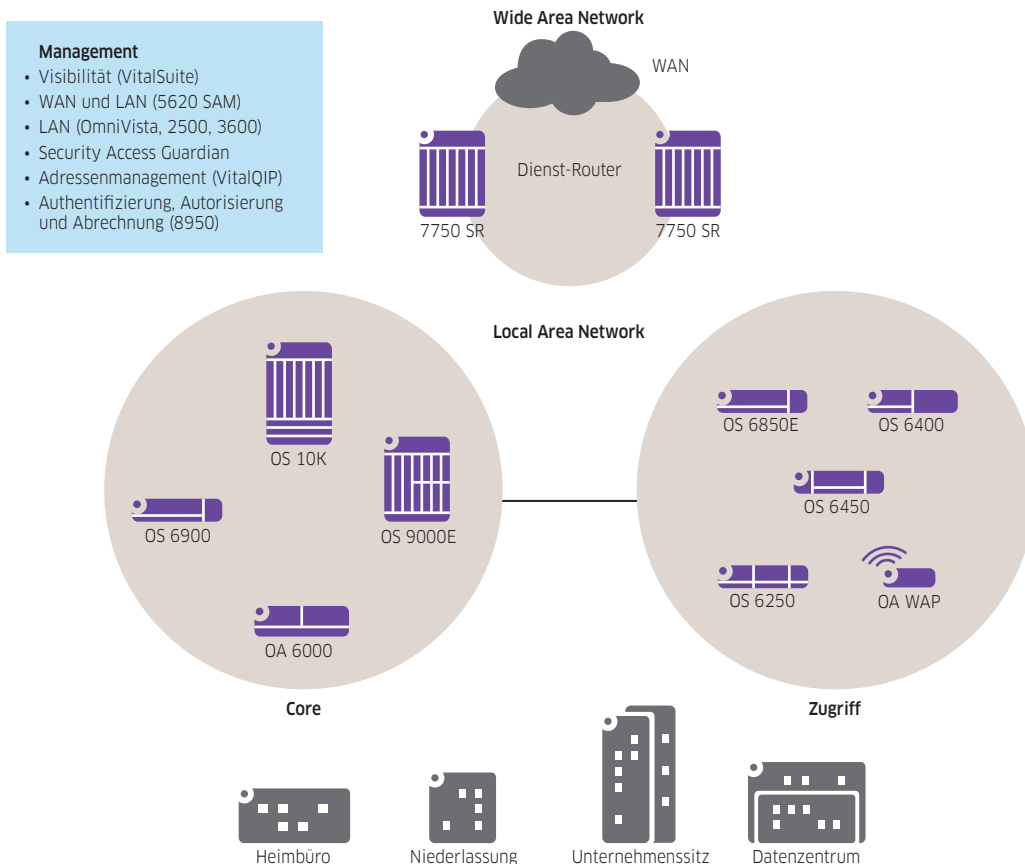 Management
• Visibilität (VitalSuite)
• WAN und LAN (5620 SAM)
• LAN (OmniVista, 2500, 3600)
• Security Access Guardian
• Adressenmanagement (VitalQIP)
• Authentifizierung, Autorisierung
und Abrechnung (8950)
Wide Area Network
WAN
Dienst-Router
7750 SR
7750 SR
Local Area Network
OS 10K
OS 6900
OS 9000E
OA 6000
Core
OS 6850E
OS 6400
OS 6450
OS 6250
OA WAP
Zugriff
Heimbüro
Niederlassung
Unternehmenssitz
Datenzentrum